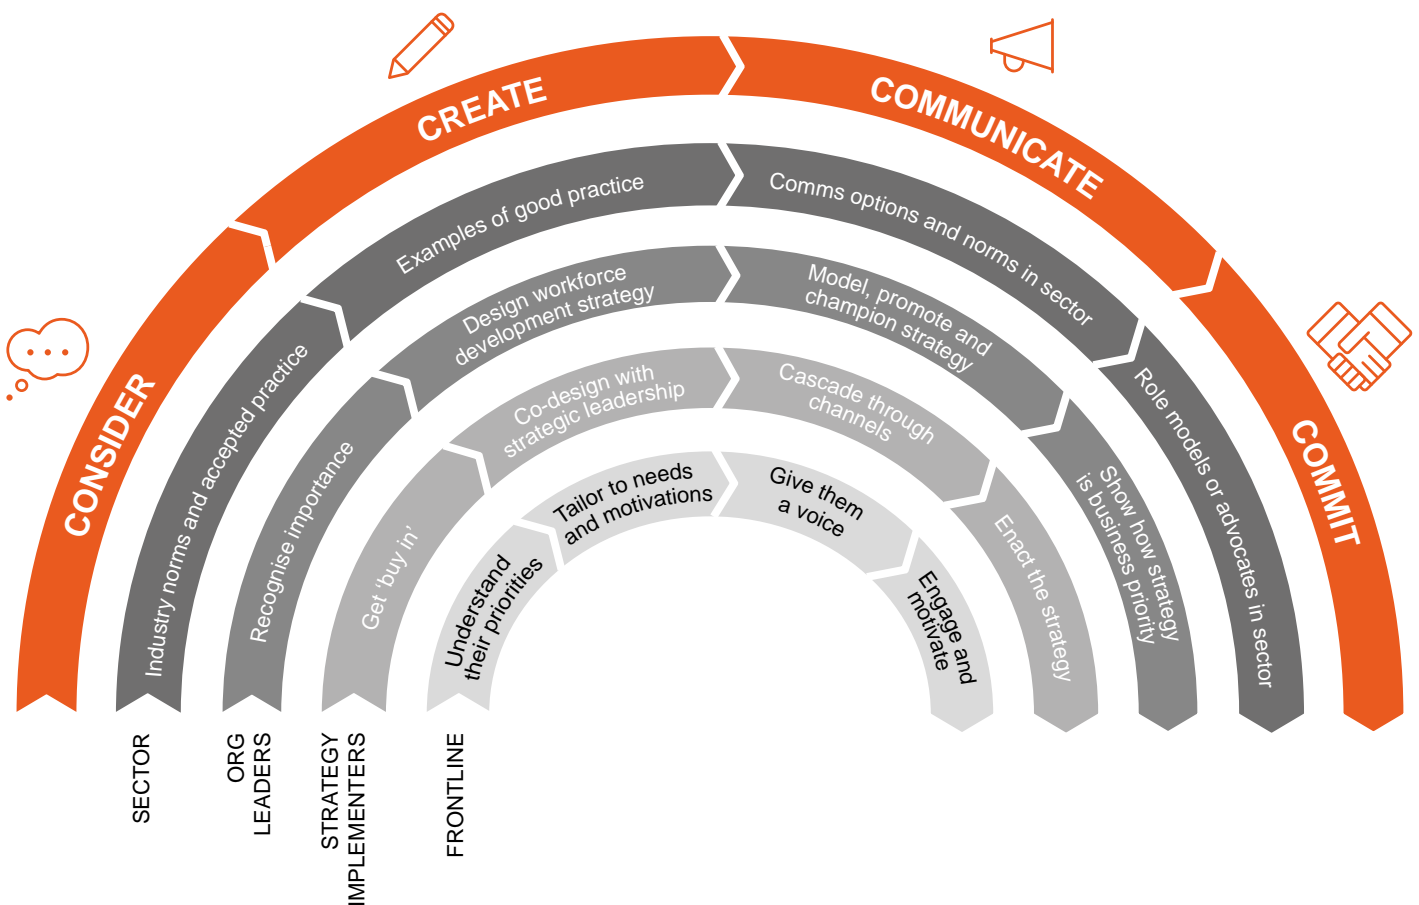 CONSIDER
CREATE
COMMUNICATE
COMMIT
Industry norms and accepted practice
Examples of good practice
Comms options and norms in sector
Role models or advocates in sector
Recognise importance
Design workforce
development strategy
Model, promote and
champion strategy
Show how strategy
is business priority
Get ‘buy in’
Co-design with
strategic leadership
Cascade through
channels
Enact the strategy
Understand
their priorities
Tailor to needs
and motivations
Give them
a voice
Engage and
motivate
SECTOR
ORG
LEADERS
STRATEGY
IMPLEMENTERS
FRONTLINE